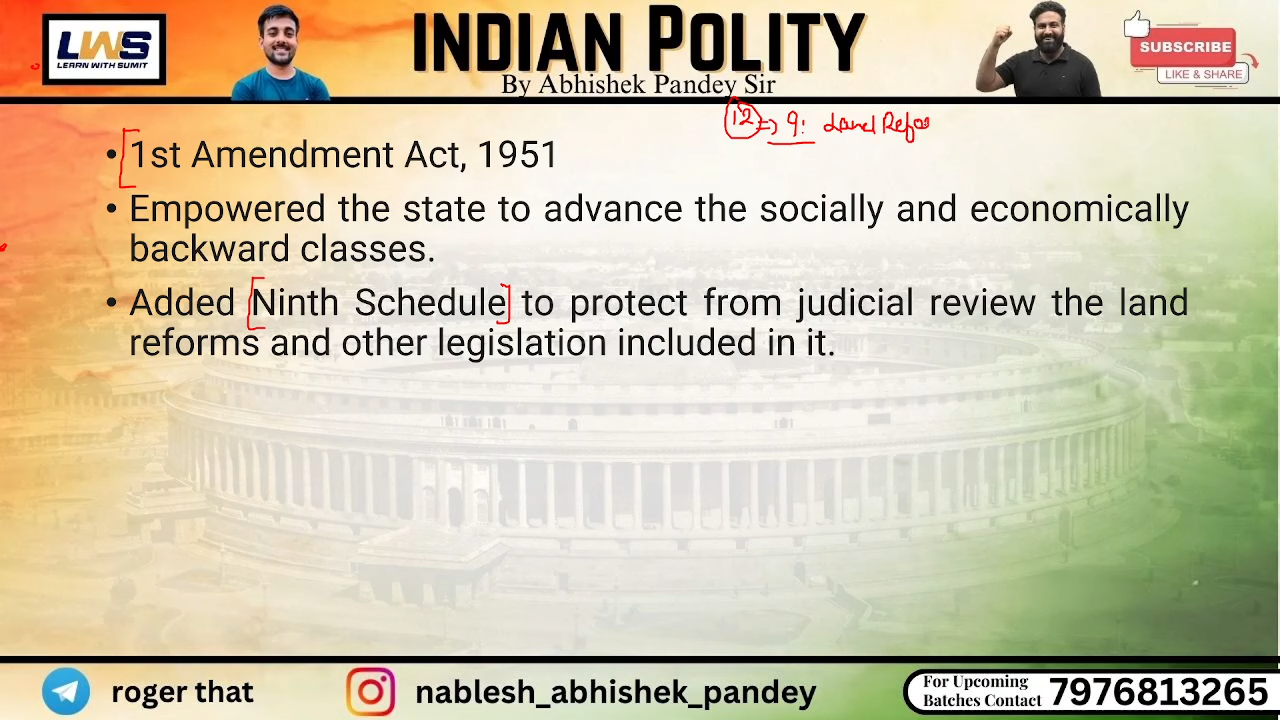 LWS
LEARN WITH SUMIT
INDIAN POLITY
By Abhishek Pandey Sir
SUBSCRIBE
LIKE & SHARE
12 => 9: Land Refo
• 1st Amendment Act, 1951
• Empowered the state to advance the socially and economically
backward classes.
• Added [Ninth Schedule] to protect from judicial review the land
reforms and other legislation included in it.
roger that
nablesh_abhishek_pandey
For Upcoming
Batches Contact
7976813265